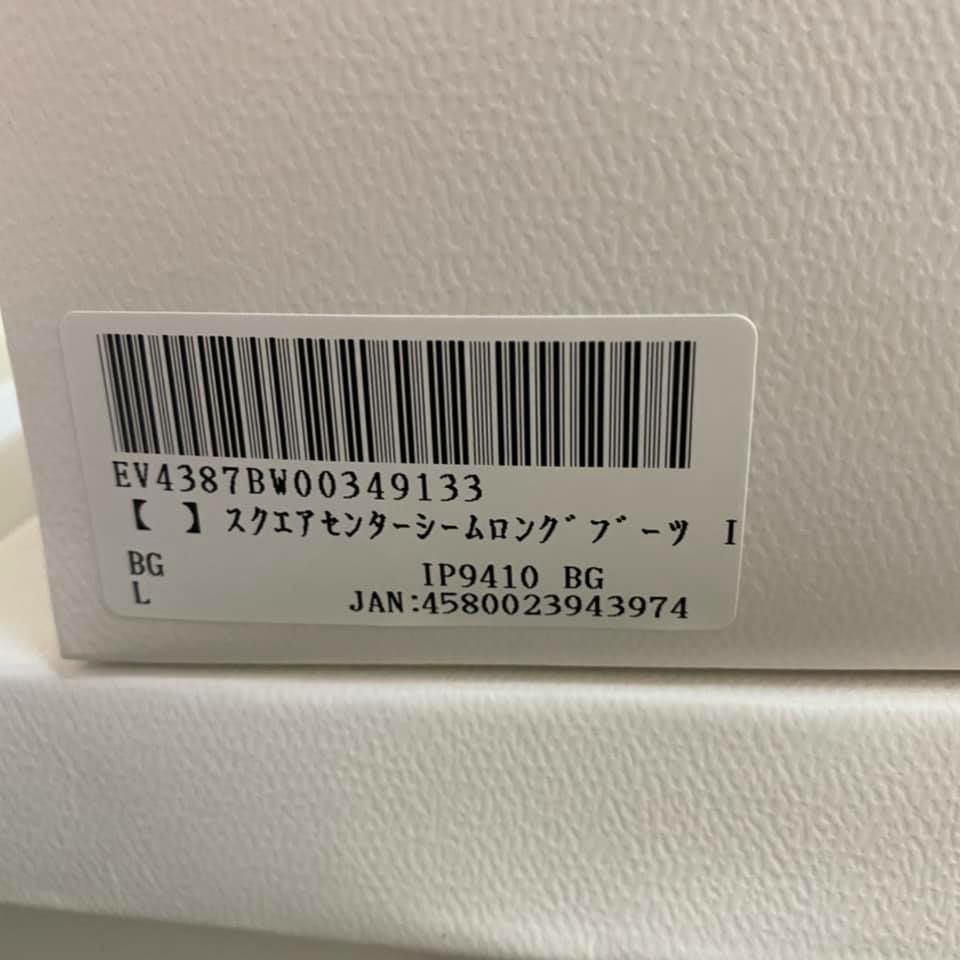 EV4387BW00349133
【　】スクエアセンターシームロングﾞブﾞーツ　I
BG IP9410 BG
L JAN:4580023943974